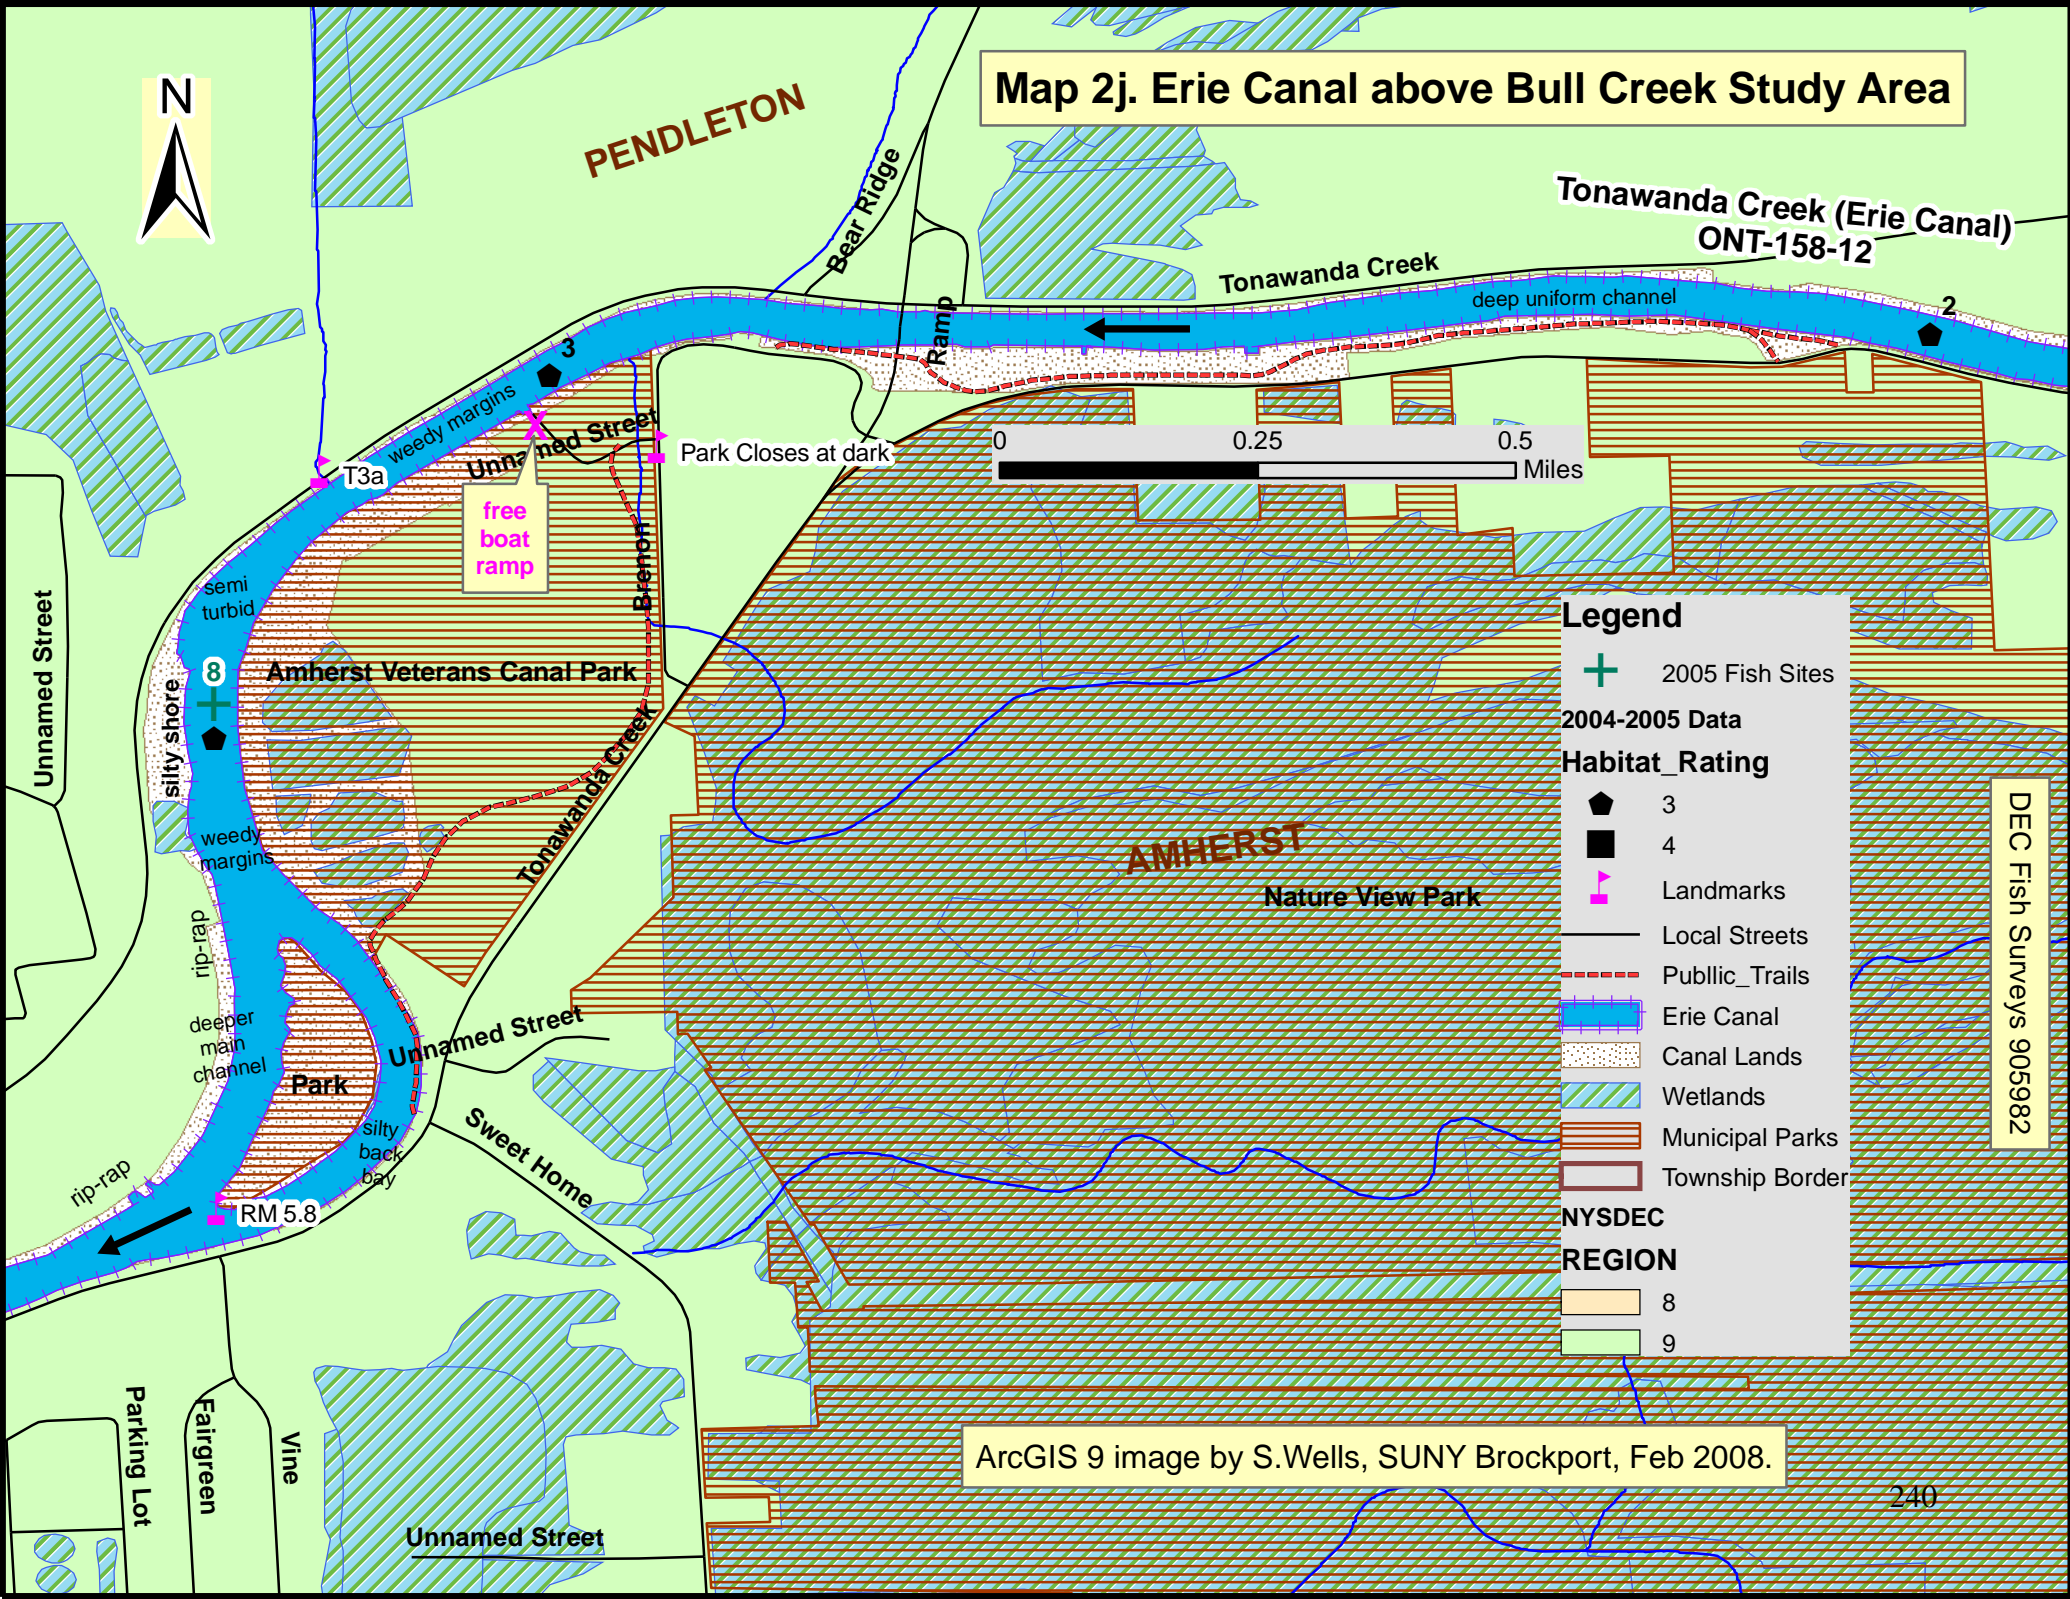 Map 2j. Erie Canal above Bull Creek Study Area
N
PENDLETON
Bear Ridge
Tonawanda Creek (Erie Canal)
ONT-158-12
Tonawanda Creek
deep uniform channel
Ramp
2
3
weedy margins
Unnamed Street
Park Closes at dark
0 0.25 0.5
Miles
T3a
free
boat
ramp
Brenon
semi
turbid
Unnamed Street
8
Amherst Veterans Canal Park
silty shore
Tonawanda Creek
weedy
margins
AMHERST
Nature View Park
rip-rap
deeper
main
channel
Unnamed Street
Park
silty
back
bay
Sweet Home
rip-rap
RM 5.8
Parking Lot
Fairgreen
Vine
Unnamed Street
Legend
2005 Fish Sites
2004-2005 Data
Habitat_Rating
3
4
Landmarks
Local Streets
Publlic_Trails
Erie Canal
Canal Lands
Wetlands
Municipal Parks
Township Border
NYSDEC
REGION
8
9
DEC Fish Surveys 905982
ArcGIS 9 image by S.Wells, SUNY Brockport, Feb 2008.
240